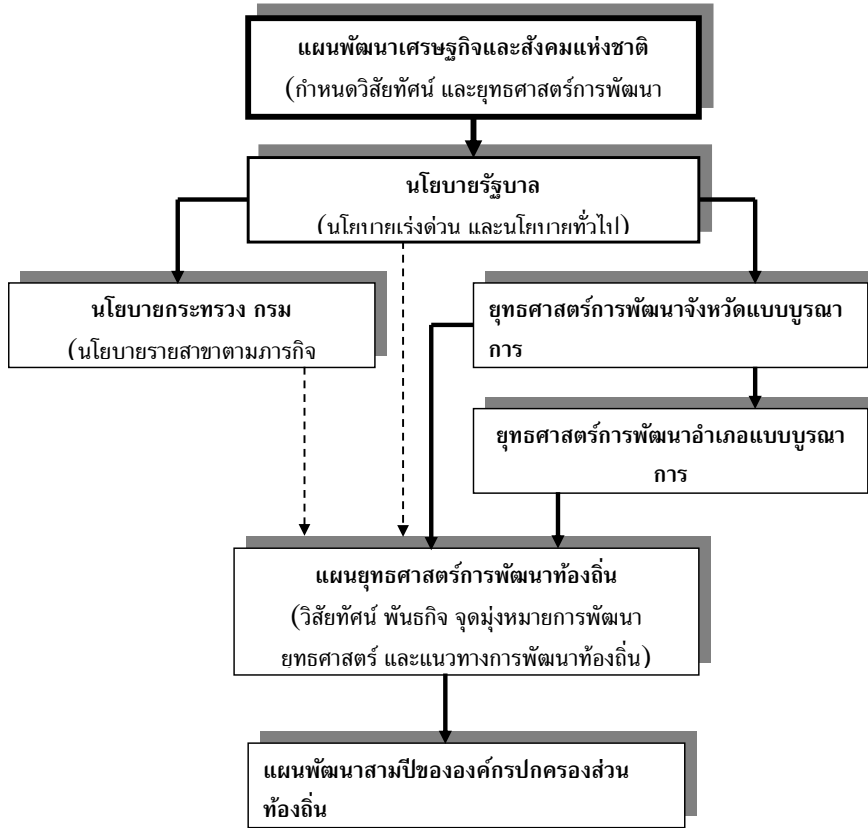 แผนพัฒนาเศรษฐกิจและสังคมแห่งชาติ
(กำหนดวิสัยทัศน์ และยุทธศาสตร์การพัฒนา
นโยบายรัฐบาล
(นโยบายเร่งด่วน และนโยบายทั่วไป)
นโยบายกระทรวง กรม
(นโยบายรายสาขาตามภารกิจ
ยุทธศาสตร์การพัฒนาจังหวัดแบบบูรณา
การ
ยุทธศาสตร์การพัฒนาอำเภอแบบบูรณา
การ
แผนยุทธศาสตร์การพัฒนาท้องถิ่น
(วิสัยทัศน์ พันธกิจ จุดมุ่งหมายการพัฒนา
ยุทธศาสตร์ และแนวทางการพัฒนาท้องถิ่น)
แผนพัฒนาสามปีขององค์กรปกครองส่วน
ท้องถิ่น